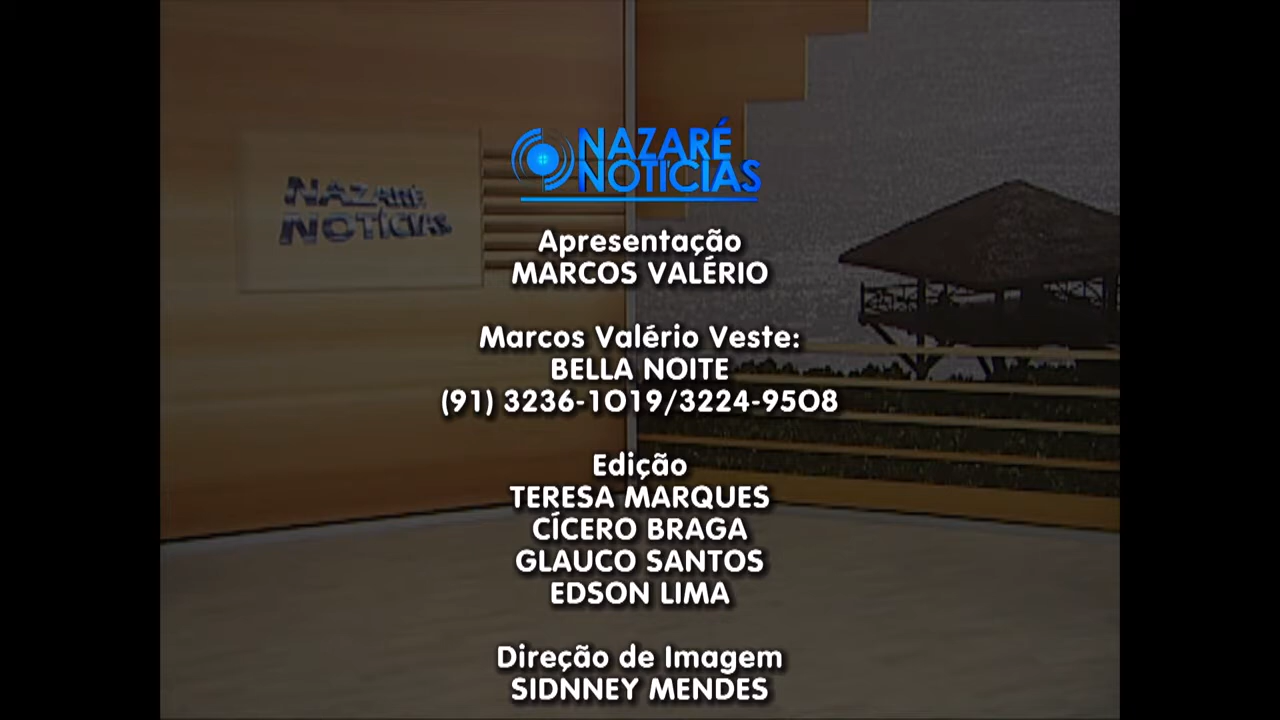 NAZARÉ
NOTÍCIAS
NAZARÉ
NOTÍCIAS
Apresentação
MARCOS VALÉRIO
Marcos Valério Veste:
BELLA NOITE
(91) 3236-1019/3224-9508
Edição
TERESA MARQUES
CÍCERO BRAGA
GLAUCO SANTOS
EDSON LIMA
Direção de Imagem
SIDNNEY MENDES